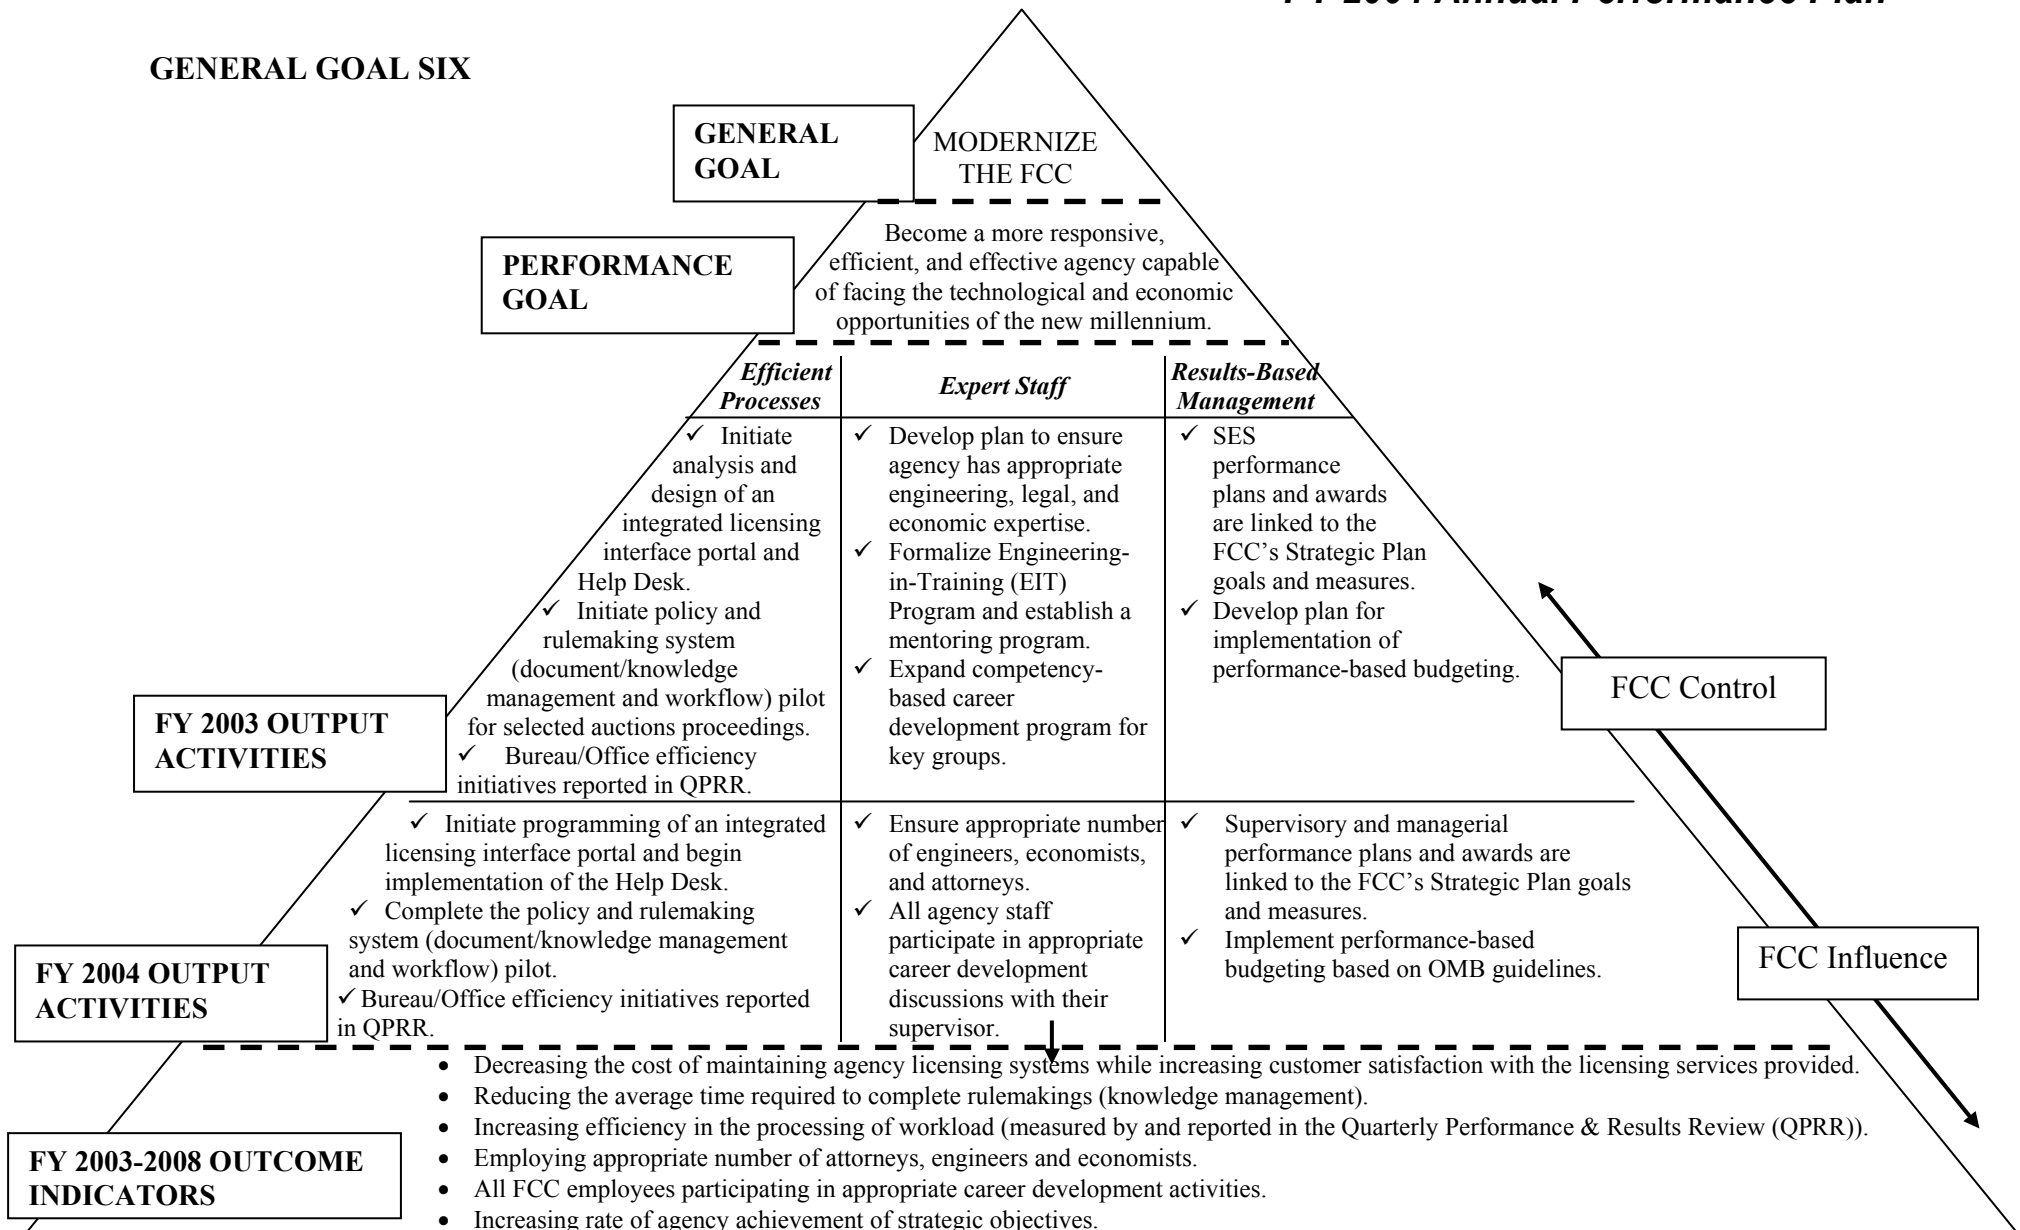 FY 2004 Annual Performance Plan
GENERAL GOAL SIX
GENERAL
GOAL
MODERNIZE
THE FCC
PERFORMANCE
GOAL
Become a more responsive,
efficient, and effective agency capable
of facing the technological and economic
opportunities of the new millennium.
Efficient
Processes
Expert Staff
Results-Based
Management
FY 2003 OUTPUT
ACTIVITIES
✓ Initiate
analysis and
design of an
integrated licensing
interface portal and
Help Desk.
✓ Initiate policy and
rulemaking system
(document/knowledge
management and workflow) pilot
for selected auctions proceedings.
✓ Bureau/Office efficiency
initiatives reported in QPRR.
✓ Develop plan to ensure
agency has appropriate
engineering, legal, and
economic expertise.
✓ Formalize Engineering-
in-Training (EIT)
Program and establish a
mentoring program.
✓ Expand competency-
based career
development program for
key groups.
✓ SES
performance
plans and awards
are linked to the
FCC’s Strategic Plan
goals and measures.
✓ Develop plan for
implementation of
performance-based budgeting.
FCC Control
FY 2004 OUTPUT
ACTIVITIES
✓ Initiate programming of an integrated
licensing interface portal and begin
implementation of the Help Desk.
✓ Complete the policy and rulemaking
system (document/knowledge management
and workflow) pilot.
✓ Bureau/Office efficiency initiatives reported
in QPRR.
✓ Ensure appropriate number
of engineers, economists,
and attorneys.
✓ All agency staff
participate in appropriate
career development
discussions with their
supervisor.
✓ Supervisory and managerial
performance plans and awards are
linked to the FCC’s Strategic Plan goals
and measures.
✓ Implement performance-based
budgeting based on OMB guidelines.
FCC Influence
FY 2003-2008 OUTCOME
INDICATORS
• Decreasing the cost of maintaining agency licensing systems while increasing customer satisfaction with the licensing services provided.
• Reducing the average time required to complete rulemakings (knowledge management).
• Increasing efficiency in the processing of workload (measured by and reported in the Quarterly Performance & Results Review (QPRR)).
• Employing appropriate number of attorneys, engineers and economists.
• All FCC employees participating in appropriate career development activities.
• Increasing rate of agency achievement of strategic objectives.